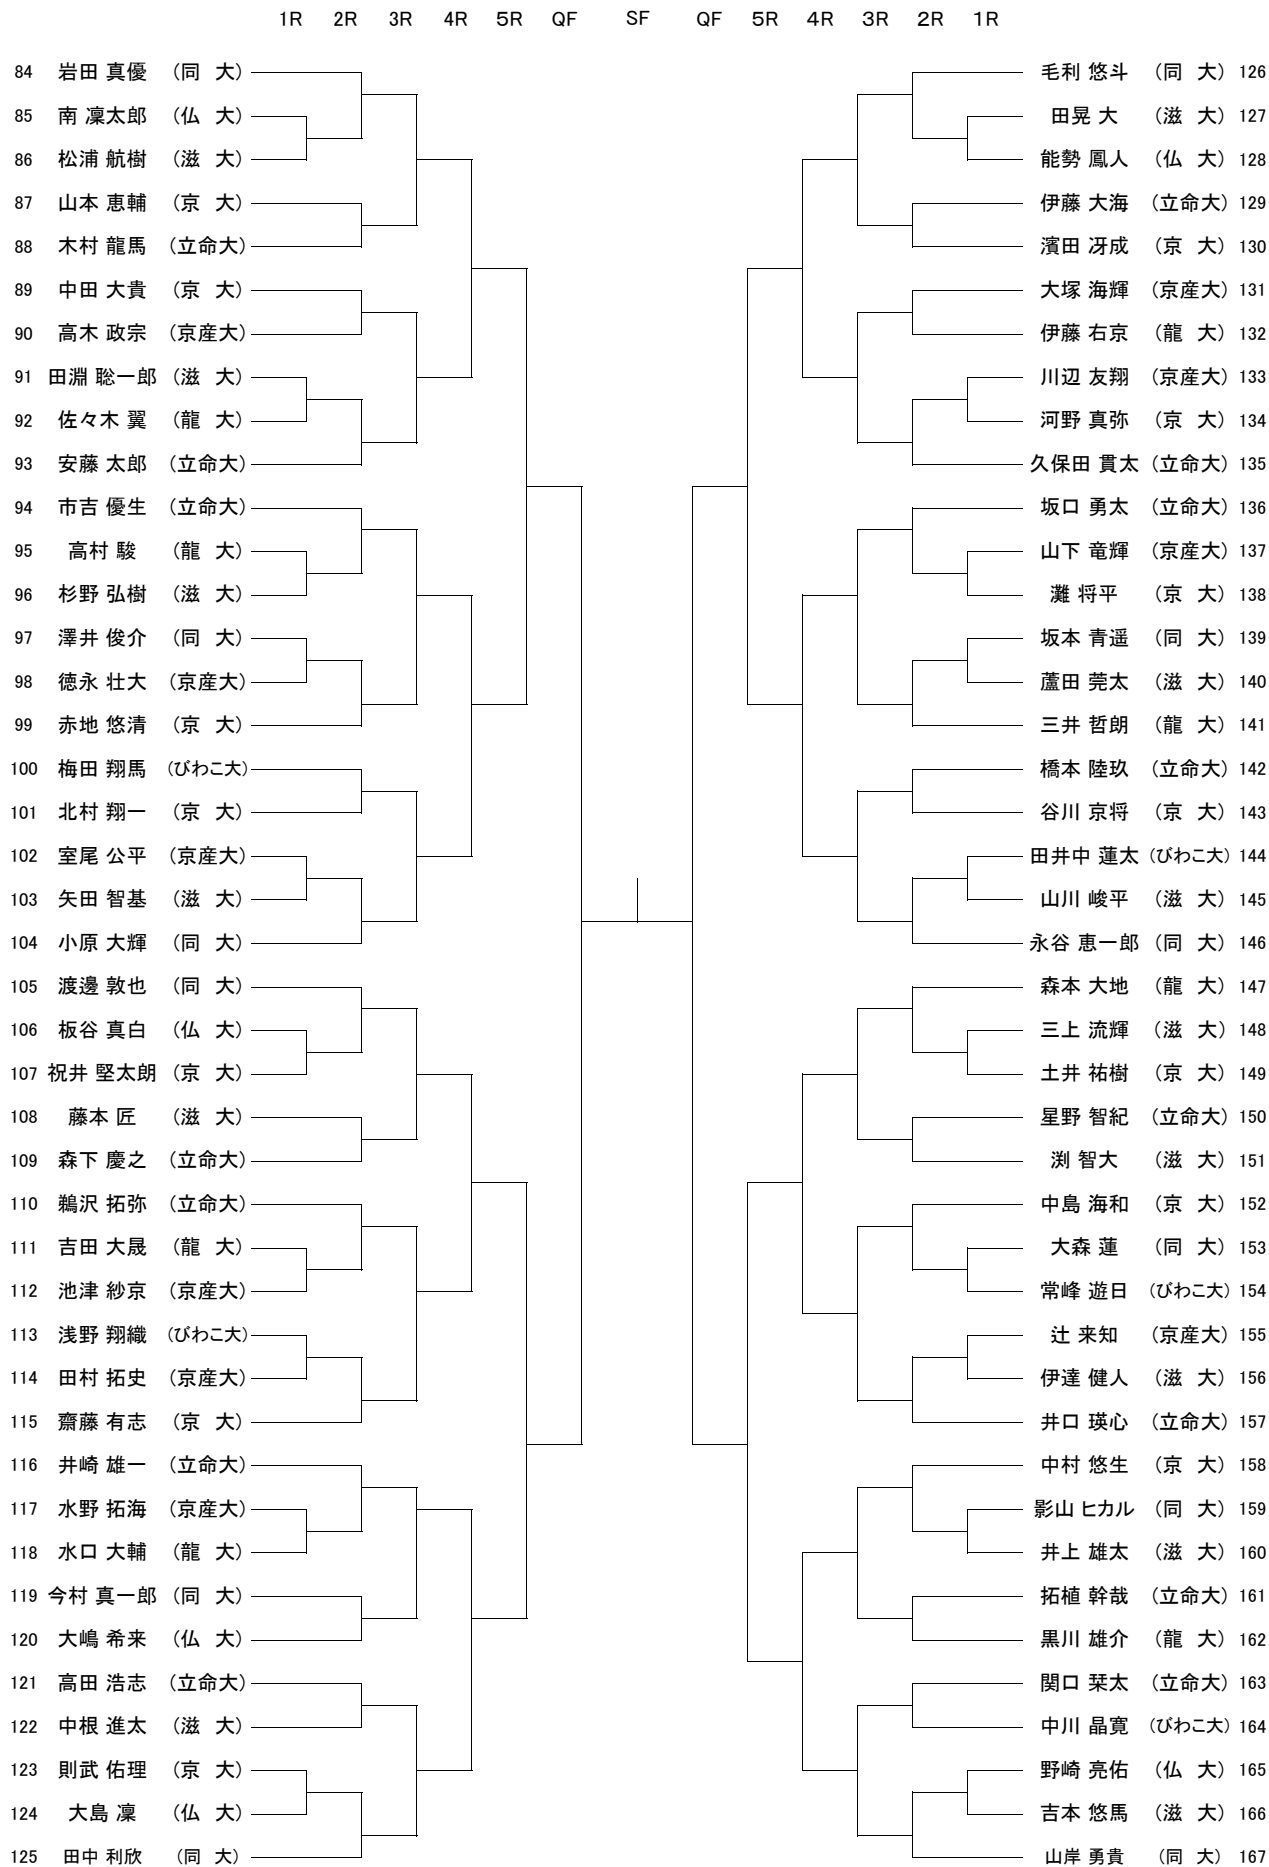 1R 2R 3R 4R 5R QF SF QF 5R 4R 3R 2R 1R
84 岩田 真優 (同 大) 毛利 悠斗 (同 大) 126
85 南 凜太郎 (仏 大) 田晃 大 (滋 大) 127
86 松浦 航樹 (滋 大) 能勢 鳳人 (仏 大) 128
87 山本 恵輔 (京 大) 伊藤 大海 (立命大) 129
88 木村 龍馬 (立命大) 濱田 冴成 (京 大) 130
89 中田 大貴 (京 大) 大塚 海輝 (京産大) 131
90 高木 政宗 (京産大) 伊藤 右京 (龍 大) 132
91 田淵 聡一郎 (滋 大) 川辺 友翔 (京産大) 133
92 佐々木 翼 (龍 大) 河野 真弥 (京 大) 134
93 安藤 太郎 (立命大) 久保田 貫太 (立命大) 135
94 市吉 優生 (立命大) 坂口 勇太 (立命大) 136
95 高村 駿 (龍 大) 山下 竜輝 (京産大) 137
96 杉野 弘樹 (滋 大) 灘 将平 (京 大) 138
97 澤井 俊介 (同 大) 坂本 青遥 (同 大) 139
98 徳永 壮大 (京産大) 蘆田 莞太 (滋 大) 140
99 赤地 悠清 (京 大) 三井 哲朗 (龍 大) 141
100 梅田 翔馬 (びわこ大) 橋本 陸玖 (立命大) 142
101 北村 翔一 (京 大) 谷川 京将 (京 大) 143
102 室尾 公平 (京産大) 田井中 蓮太 (びわこ大) 144
103 矢田 智基 (滋 大) 山川 峻平 (滋 大) 145
104 小原 大輝 (同 大) 永谷 恵一郎 (同 大) 146
105 渡邊 敦也 (同 大) 森本 大地 (龍 大) 147
106 板谷 真白 (仏 大) 三上 流輝 (滋 大) 148
107 祝井 堅太朗 (京 大) 土井 祐樹 (京 大) 149
108 藤本 匠 (滋 大) 星野 智紀 (立命大) 150
109 森下 慶之 (立命大) 渕 智大 (滋 大) 151
110 鵜沢 拓弥 (立命大) 中島 海和 (京 大) 152
111 吉田 大晟 (龍 大) 大森 蓮 (同 大) 153
112 池津 紗京 (京産大) 常峰 遊日 (びわこ大) 154
113 浅野 翔織 (びわこ大) 辻 来知 (京産大) 155
114 田村 拓史 (京産大) 伊達 健人 (滋 大) 156
115 齋藤 有志 (京 大) 井口 瑛心 (立命大) 157
116 井崎 雄一 (立命大) 中村 悠生 (京 大) 158
117 水野 拓海 (京産大) 影山 ヒカル (同 大) 159
118 水口 大輔 (龍 大) 井上 雄太 (滋 大) 160
119 今村 真一郎 (同 大) 拓植 幹哉 (立命大) 161
120 大嶋 希来 (仏 大) 黒川 雄介 (龍 大) 162
121 高田 浩志 (立命大) 関口 栞太 (立命大) 163
122 中根 進太 (滋 大) 中川 晶寛 (びわこ大) 164
123 則武 佑理 (京 大) 野崎 亮佑 (仏 大) 165
124 大島 凜 (仏 大) 吉本 悠馬 (滋 大) 166
125 田中 利欣 (同 大) 山岸 勇貴 (同 大) 167